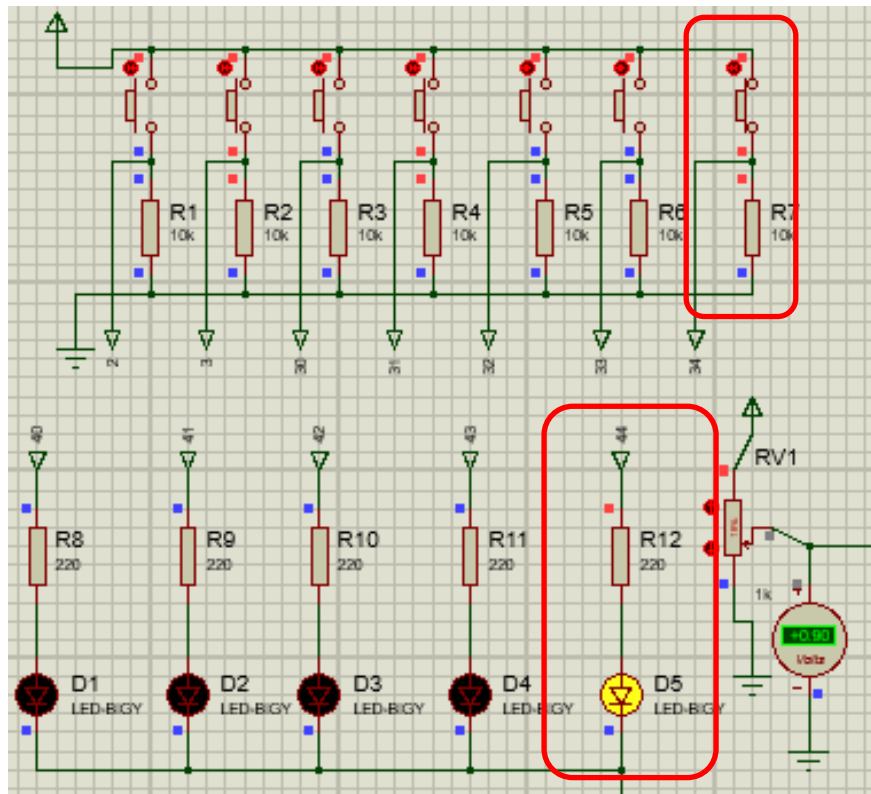 R1 R2 R3 R4 R5 R6 R7
10k 10k 10k 10k 10k 10k 10k
2 3 30 31 32 33 34
40 41 42 43 44
RV1
R8 R9 R10 R11 R12
220 220 220 220 220
1k
+0.90
Volts
D1 D2 D3 D4 D5
LED-BIGY LED-BIGY LED-BIGY LED-BIGY LED-BIGY